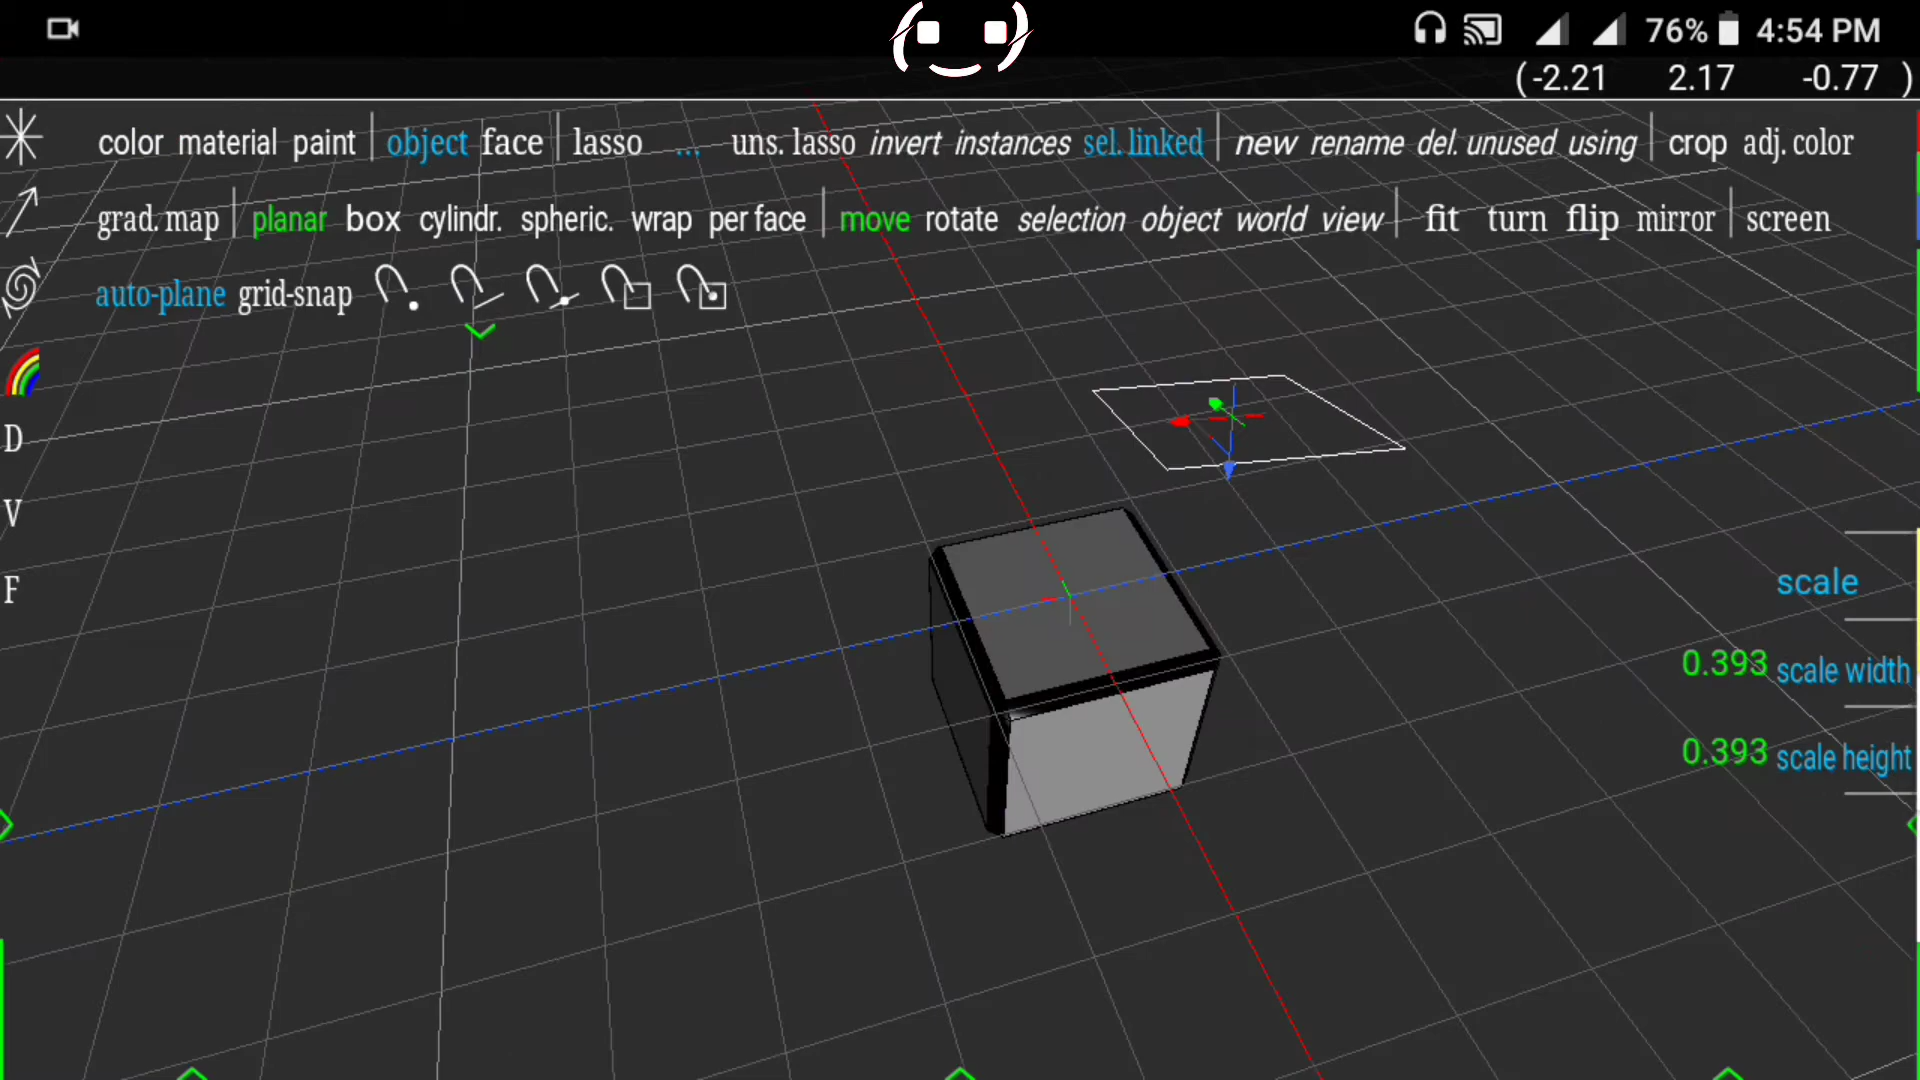 76% 4:54 PM
(-2.21 2.17 -0.77 )
color material paint object face lasso ... uns. lasso invert instances sel. linked new rename del. unused using crop adj. color
grad. map planar box cylindr. spheric. wrap per face move rotate selection object world view fit turn flip mirror screen
auto-plane grid-snap
D
V
F
scale
0.393 scale width
0.393 scale height